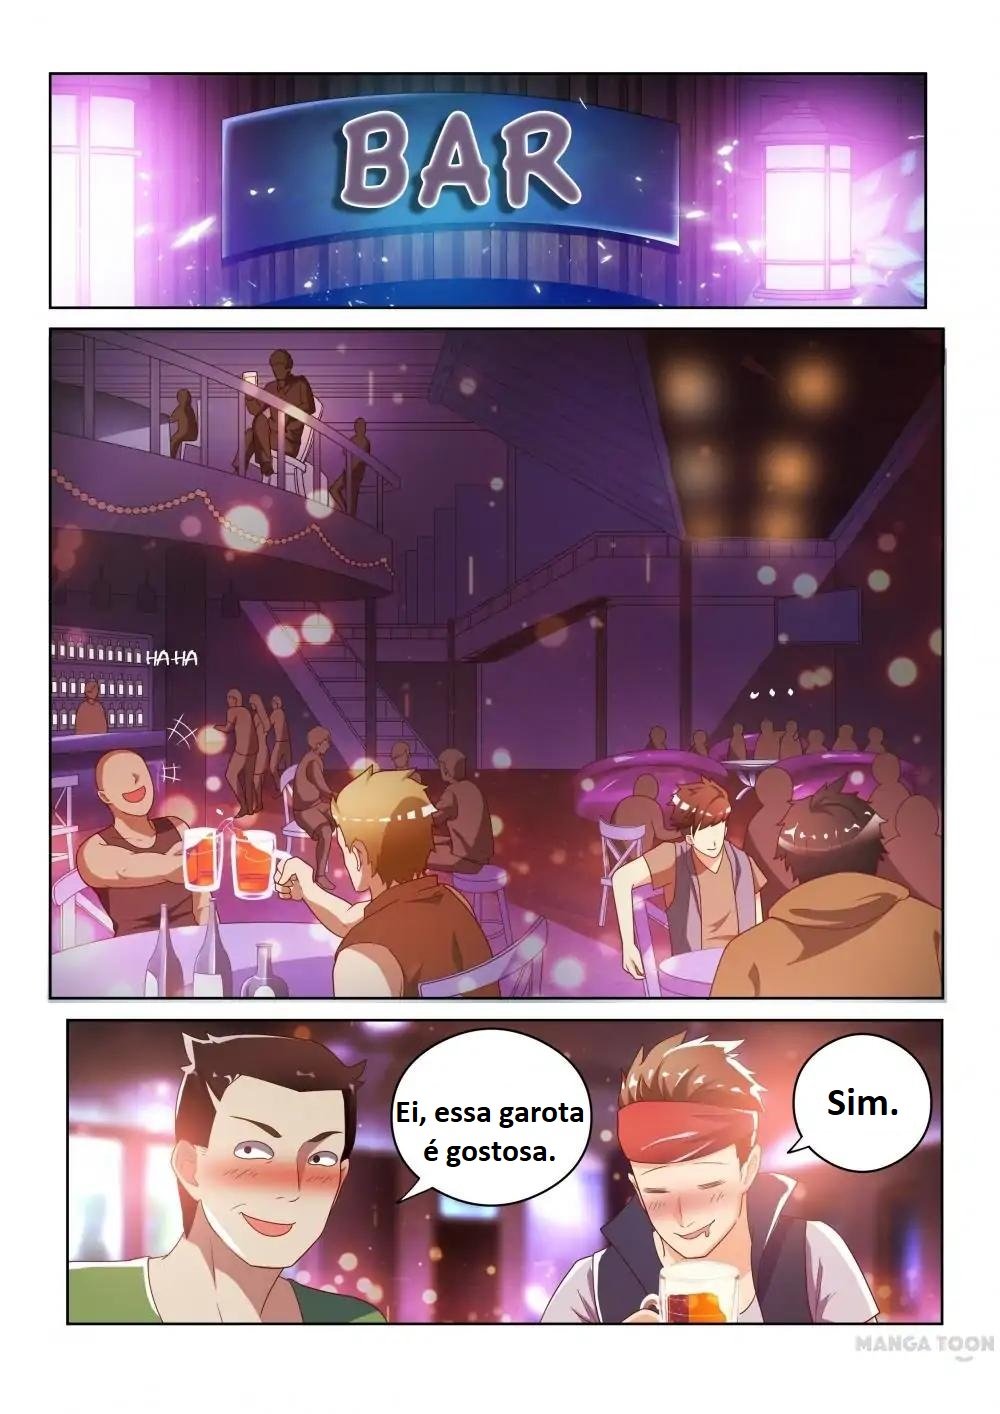 BAR
HA-HA
...
Ei, essa garota
é gostosa.
Sim.
MANGA TOON